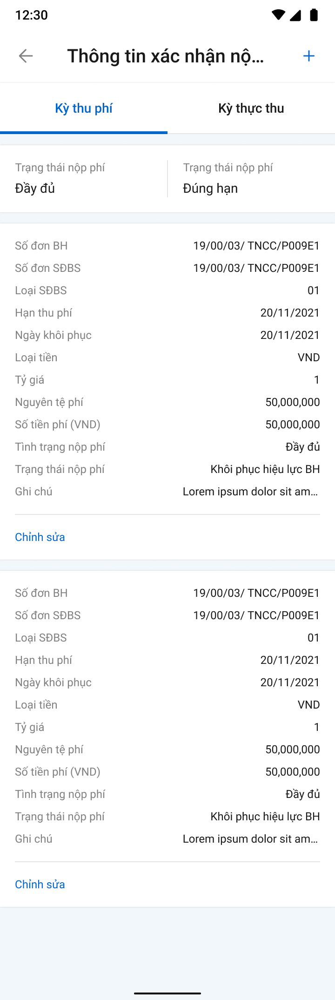 12:30
Thông tin xác nhận nộ...
Kỳ thu phí
Kỳ thực thu
Trạng thái nộp phí
Trạng thái nộp phí
Đầy đủ
Đúng hạn
Số đơn BH 19/00/03/ TNCC/P009E1
Số đơn SĐBS 19/00/03/ TNCC/P009E1
Loại SĐBS 01
Hạn thu phí 20/11/2021
Ngày khôi phục 20/11/2021
Loại tiền VND
Tỷ giá 1
Nguyên tệ phí 50,000,000
Số tiền phí (VND) 50,000,000
Tình trạng nộp phí Đầy đủ
Trạng thái nộp phí Khôi phục hiệu lực BH
Ghi chú Lorem ipsum dolor sit am...
Chỉnh sửa
Số đơn BH 19/00/03/ TNCC/P009E1
Số đơn SĐBS 19/00/03/ TNCC/P009E1
Loại SĐBS 01
Hạn thu phí 20/11/2021
Ngày khôi phục 20/11/2021
Loại tiền VND
Tỷ giá 1
Nguyên tệ phí 50,000,000
Số tiền phí (VND) 50,000,000
Tình trạng nộp phí Đầy đủ
Trạng thái nộp phí Khôi phục hiệu lực BH
Ghi chú Lorem ipsum dolor sit am...
Chỉnh sửa